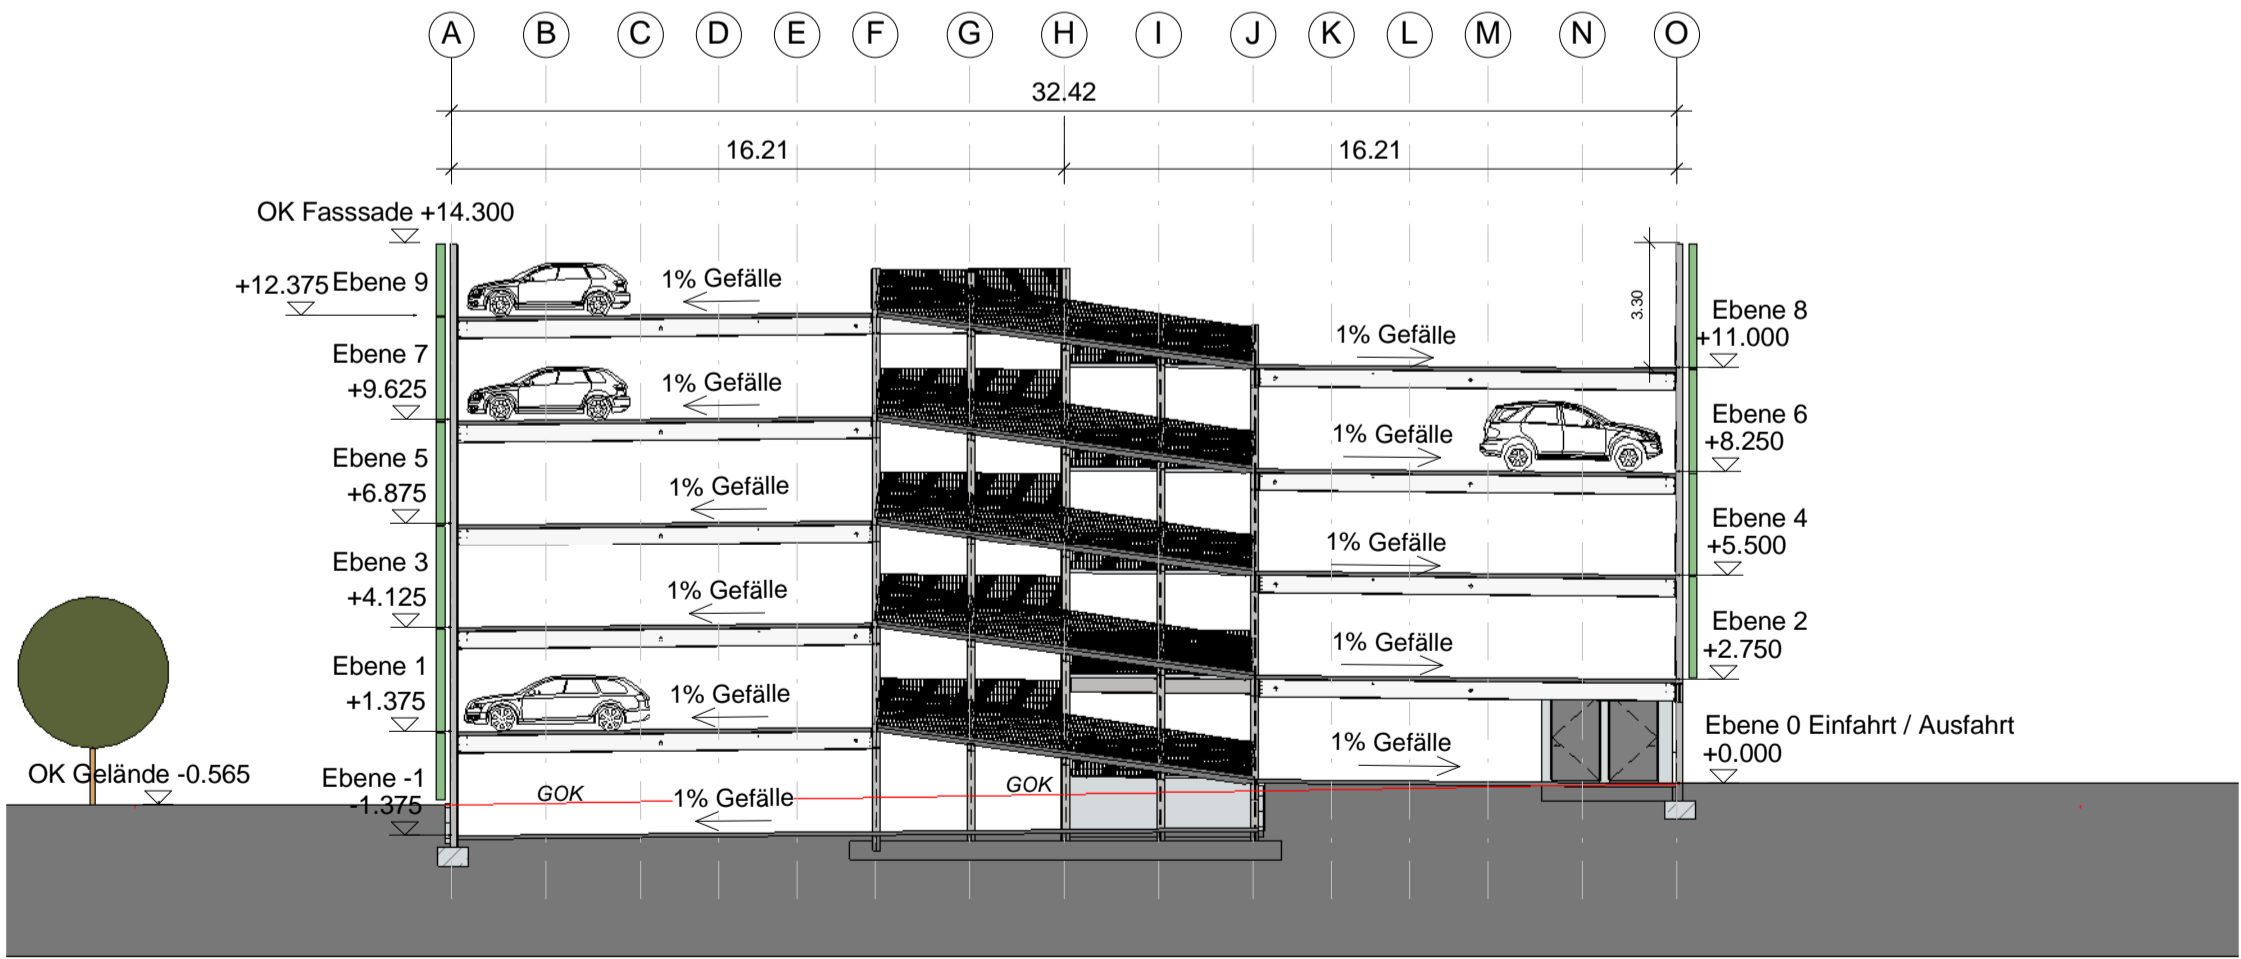 A B C D E F G H I J K L M N O
32.42
16.21 16.21
OK Fasssade +14.300
+12.375 Ebene 9
1% Gefälle
3.30
Ebene 8
+11.000
1% Gefälle
Ebene 7
+9.625
1% Gefälle
Ebene 6
+8.250
1% Gefälle
Ebene 5
+6.875
1% Gefälle
Ebene 4
+5.500
1% Gefälle
Ebene 3
+4.125
1% Gefälle
Ebene 2
+2.750
1% Gefälle
Ebene 1
+1.375
1% Gefälle
Ebene 0 Einfahrt / Ausfahrt
+0.000
1% Gefälle
OK Gelände -0.565
Ebene -1
-1.375
GOK
1% Gefälle
GOK